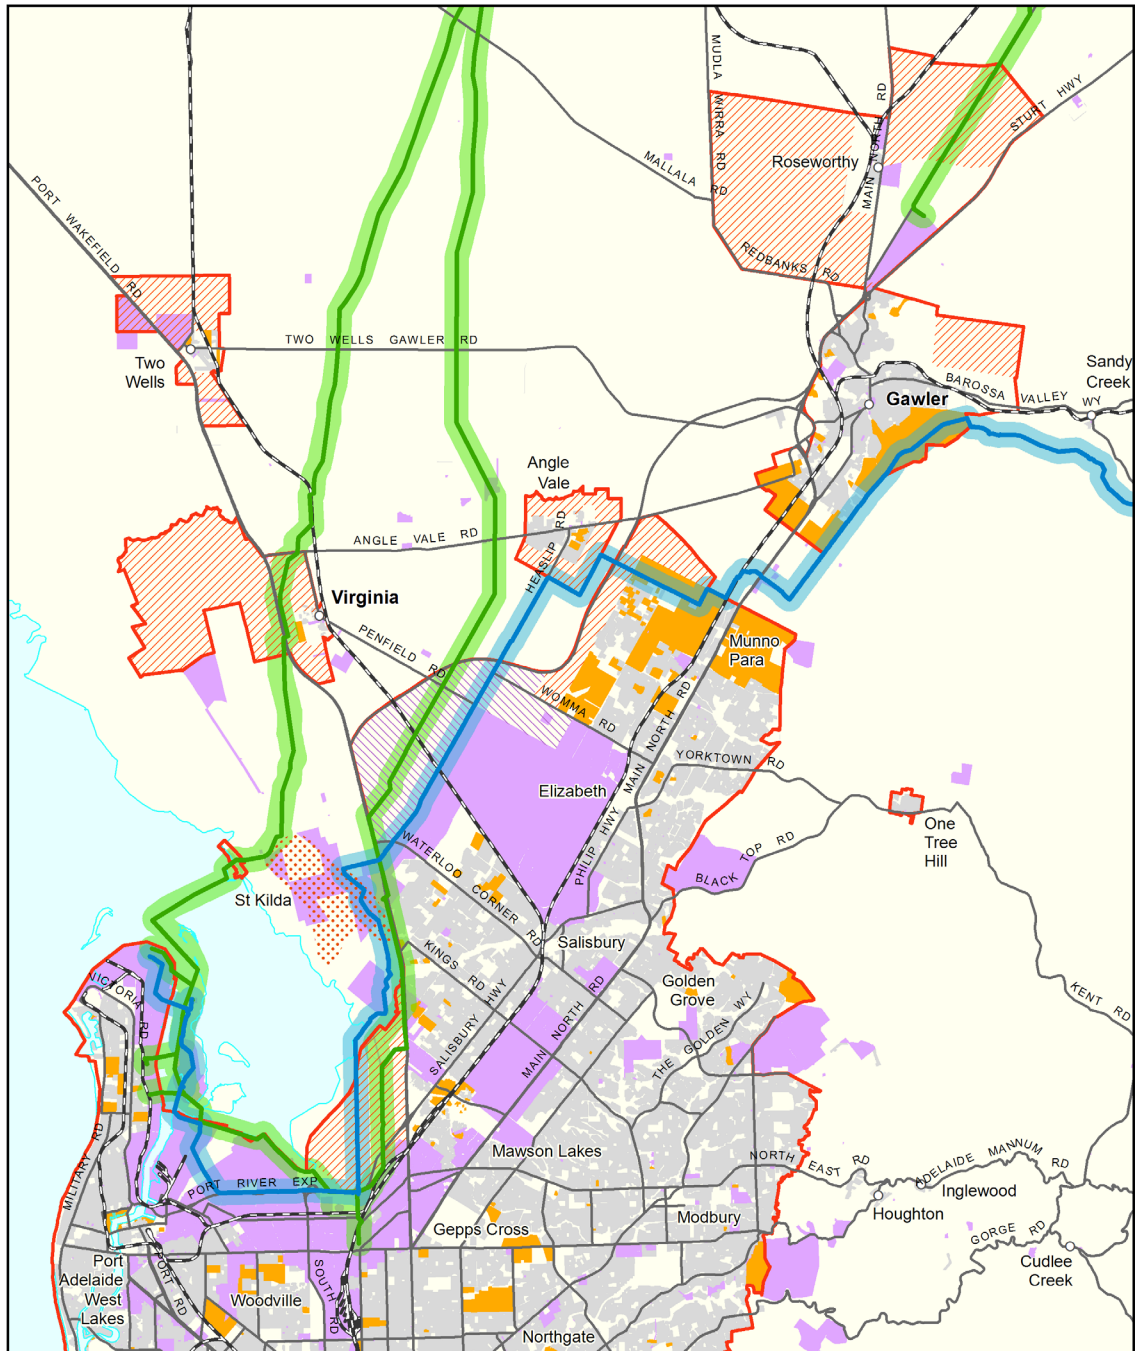 MUDLA WIRRA RD
STURT HWY
MAIN NORTH RD
Roseworthy
MALLALA RD
PORT WAKEFIELD RD
REDBANKS RD
TWO WELLS GAWLER RD
Two
Wells
Sandy
Creek
BAROSSA VALLEY WY
Gawler
Angle
Vale
ANGLE VALE RD
HEASLIP RD
Virginia
PENFIELD RD
Munno
Para
WOMMA RD
MAIN NORTH RD
YORKTOWN RD
Elizabeth
PHILIP HWY
One
Tree
Hill
BLACK TOP RD
WATERLOO CORNER RD
St Kilda
Salisbury
KINGS RD
SALISBURY HWY
Golden
Grove
THE GOLDEN WY
KENT RD
VICTORIA RD
MAIN NORTH RD
MILITARY RD
Mawson Lakes
NORTH EAST RD
ADELAIDE MANNUM RD
Inglewood
PORT RIVER EXP
Houghton
Modbury
Gepps Cross
GORGE RD
Cudlee
Creek
Port
Adelaide
West
Lakes
PORT RD
SOUTH RD
Woodville
Northgate